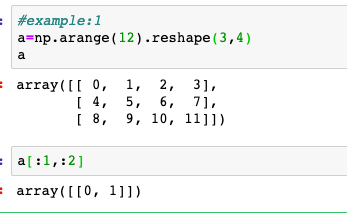 #example:1
a=np.arange(12).reshape(3,4)
a
array([[ 0,  1,  2,  3],
       [ 4,  5,  6,  7],
       [ 8,  9, 10, 11]])
a[:1,:2]
array([[0, 1]])